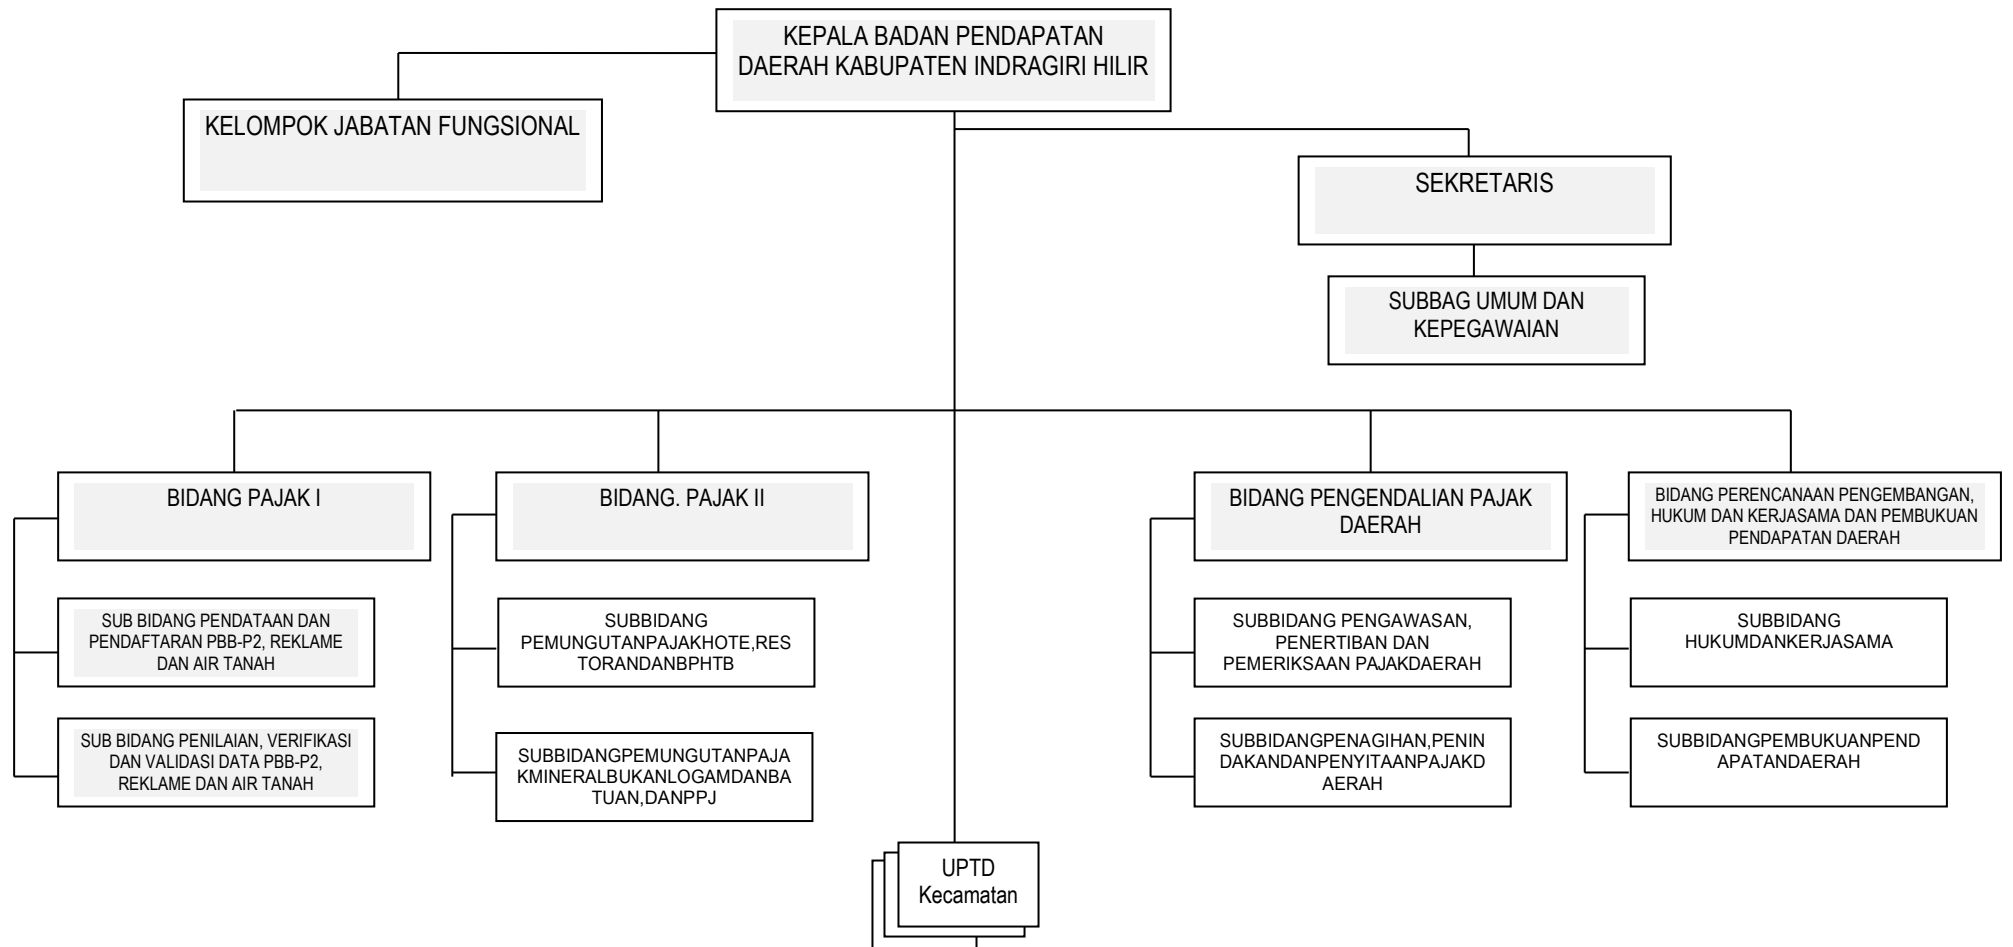 KEPALA BADAN PENDAPATAN
DAERAH KABUPATEN INDRAGIRI HILIR
KELOMPOK JABATAN FUNGSIONAL
SEKRETARIS
SUBBAG UMUM DAN
KEPEGAWAIAN
BIDANG PAJAK I
BIDANG. PAJAK II
BIDANG PENGENDALIAN PAJAK
DAERAH
BIDANG PERENCANAAN PENGEMBANGAN,
HUKUM DAN KERJASAMA DAN PEMBUKUAN
PENDAPATAN DAERAH
SUB BIDANG PENDATAAN DAN
PENDAFTARAN PBB-P2, REKLAME
DAN AIR TANAH
SUBBIDANG
PEMUNGUTANPAJAKHOTE,RES
TORANDANBPHTB
SUBBIDANG PENGAWASAN,
PENERTIBAN DAN
PEMERIKSAAN PAJAKDAERAH
SUBBIDANG
HUKUMDANKERJASAMA
SUB BIDANG PENILAIAN, VERIFIKASI
DAN VALIDASI DATA PBB-P2,
REKLAME DAN AIR TANAH
SUBBIDANGPEMUNGUTANPAJA
KMINERALBUKANLOGAMDANBA
TUAN,DANPPJ
SUBBIDANGPENAGIHAN,PENIN
DAKANDANPENYITAANPAJAKD
AERAH
SUBBIDANGPEMBUKUANPEND
APATANDAERAH
UPTD
Kecamatan